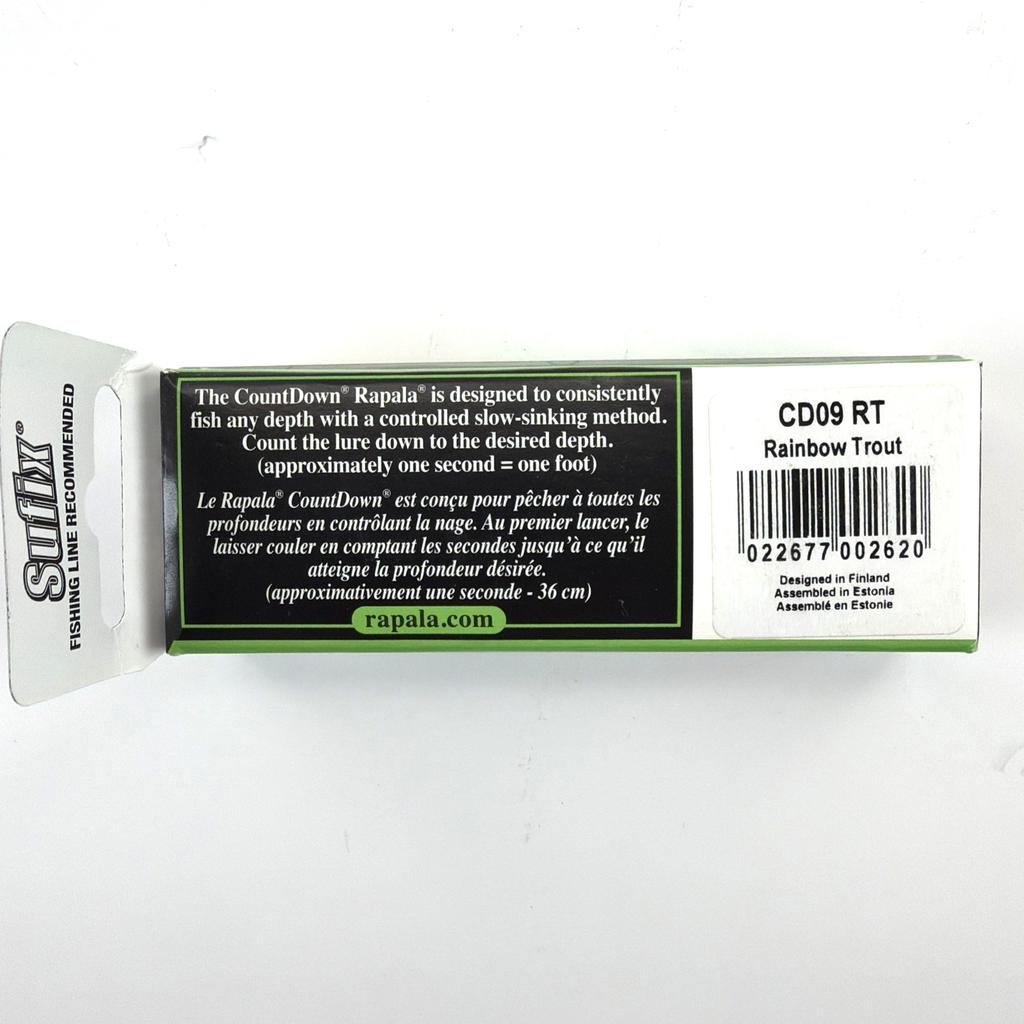 Sufix®
FISHING LINE RECOMMENDED
The CountDown® Rapala® is designed to consistently
fish any depth with a controlled slow-sinking method.
Count the lure down to the desired depth.
(approximately one second = one foot)
Le Rapala® CountDown® est conçu pour pêcher à toutes les
profondeurs en contrôlant la nage. Au premier lancer, le
laisser couler en comptant les secondes jusqu'à ce qu'il
atteigne la profondeur désirée.
(approximativement une seconde - 36 cm)
rapala.com
CD09 RT
Rainbow Trout
022677 002620
Designed in Finland
Assembled in Estonia
Assemblé en Estonie